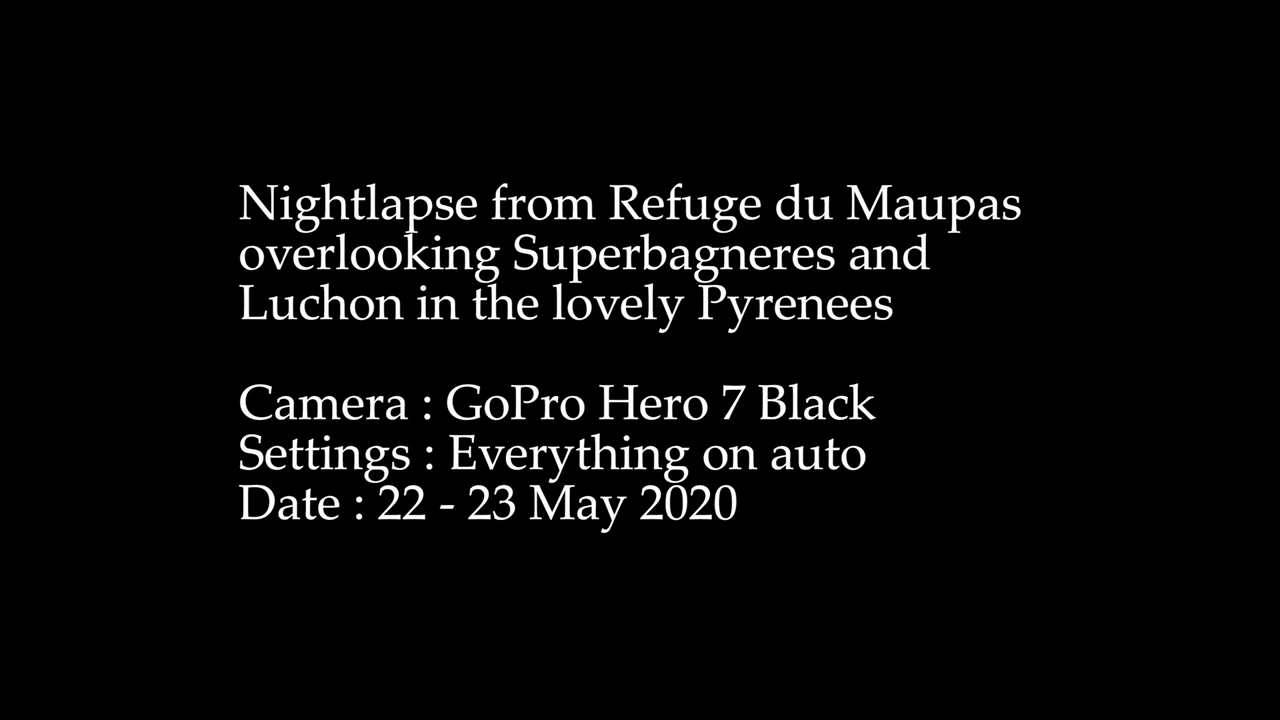 Nightlapse from Refuge du Maupas
overlooking Superbagneres and
Luchon in the lovely Pyrenees
Camera : GoPro Hero 7 Black
Settings : Everything on auto
Date : 22 - 23 May 2020